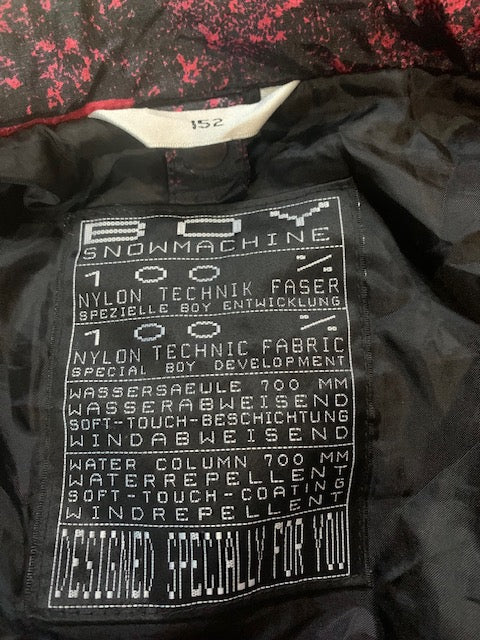 152
BOY
SNOWMACHINE
100 %
NYLON TECHNIK FASER
SPEZIELLE BOY ENTWICKLUNG
100 %
NYLON TECHNIC FABRIC
SPECIAL BOY DEVELOPMENT
WASSERSAEULE 700 MM
WASSERABWEISEND
SOFT-TOUCH-BESCHICHTUNG
WINDABWEISEND
WATER COLUMN 700 MM
WATERREPELLENT
SOFT-TOUCH-COATING
WINDREPELLENT
DESIGNED SPECIALLY FOR YOU